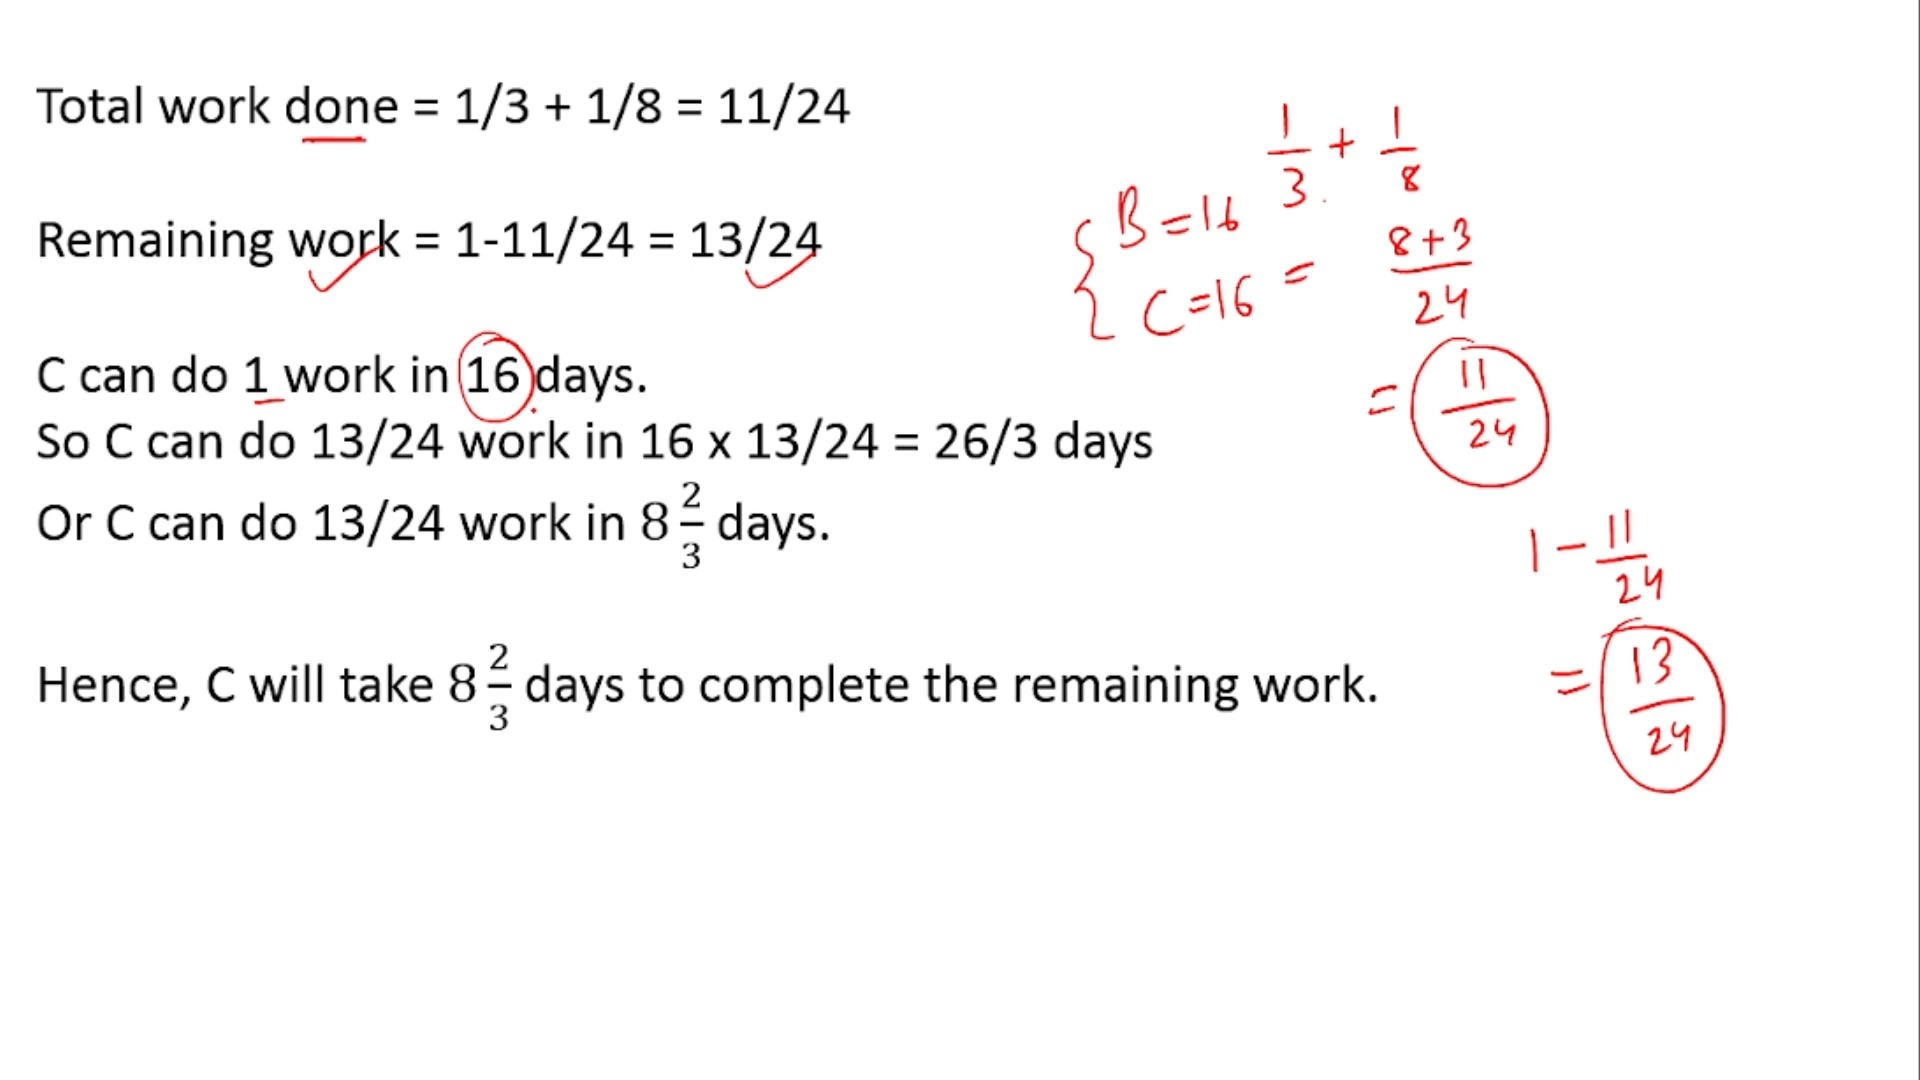 Total work done = 1/3 + 1/8 = 11/24
Remaining work = 1-11/24 = 13/24
C can do 1 work in 16 days.
So C can do 13/24 work in 16 x 13/24 = 26/3 days
Or C can do 13/24 work in 8 2/3 days.
Hence, C will take 8 2/3 days to complete the remaining work.
1/3 + 1/8
B=16
C=16
= 8+3/24
= 11/24
1 - 11/24
= 13/24